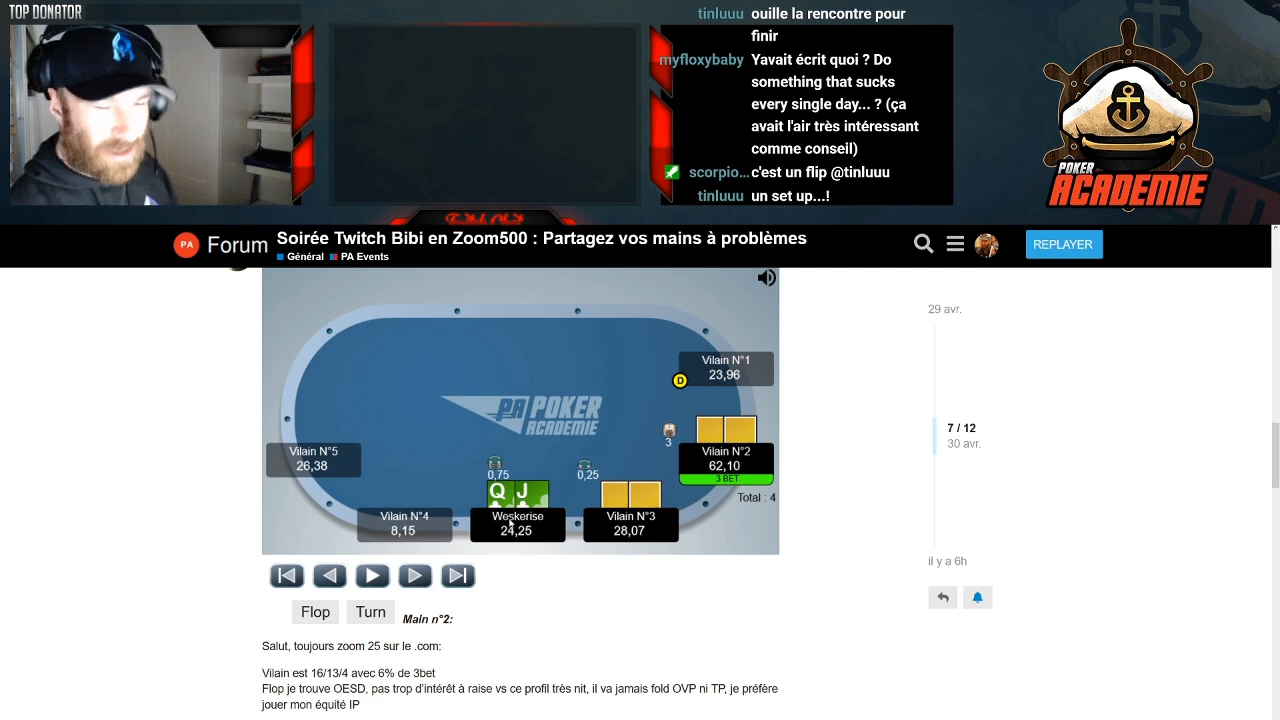 TOP DONATOR
tinluuu ouille la rencontre pour
finir
myfloxybaby Yavait écrit quoi ? Do
something that sucks
every single day... ? (ça
avait l'air très intéressant
comme conseil)
scorpio... c'est un flip @tinluuu
tinluuu un set up...!
POKER
ACADEMIE
PA Forum
Soirée Twitch Bibi en Zoom500 : Partagez vos mains à problèmes
Général PA Events
REPLAYER
29 avr.
7 / 12
30 avr.
il y a 6h
Vilain N°1
23,96
D
PA POKER
ACADEMIE
3
Vilain N°2
62,10
3 BET
Total : 4
Vilain N°5
26,38
0,75
0,25
Q J
Vilain N°4
8,15
Weskerise
24,25
Vilain N°3
28,07
Flop Turn Main n°2:
Salut, toujours zoom 25 sur le .com:
Vilain est 16/13/4 avec 6% de 3bet
Flop je trouve OESD, pas trop d'intérêt à raise vs ce profil très nit, il va jamais fold OVP ni TP, je préfère
jouer mon équité IP